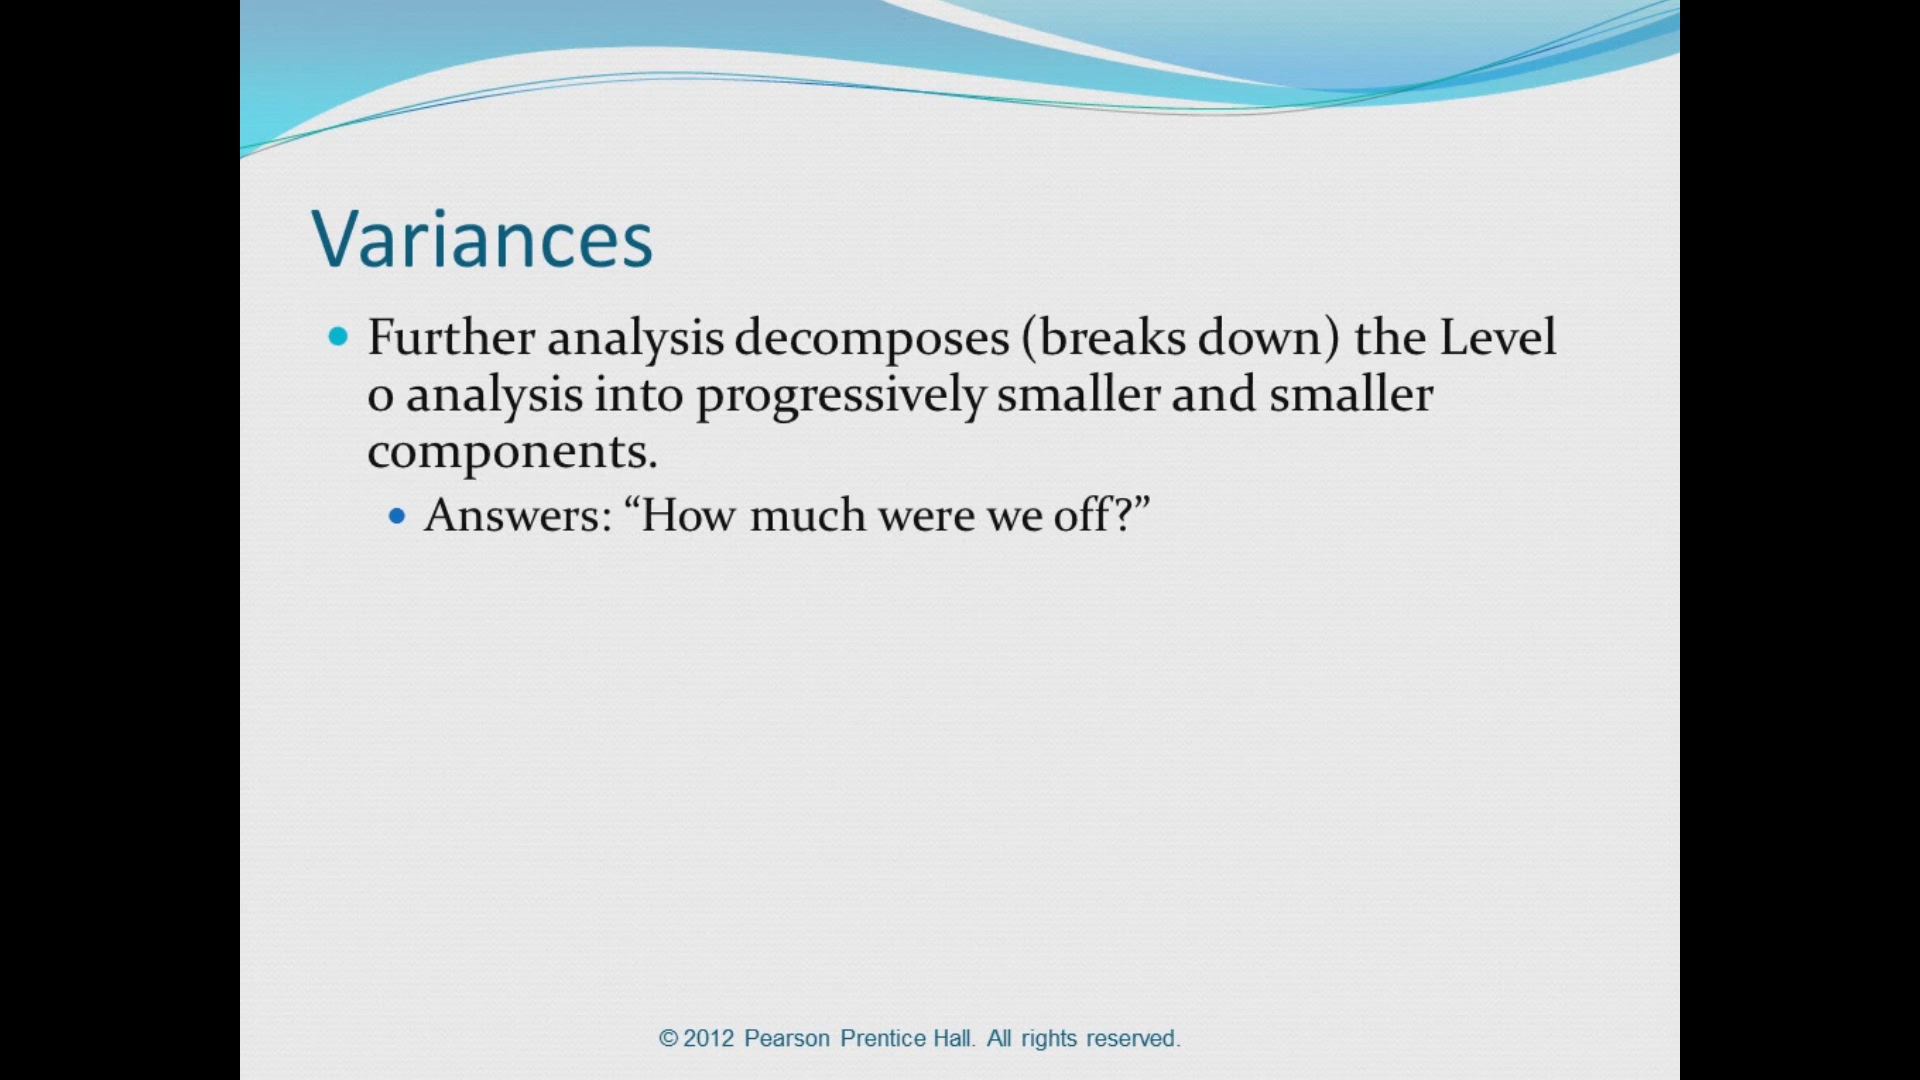 Variances
• Further analysis decomposes (breaks down) the Level
0 analysis into progressively smaller and smaller
components.
• Answers: “How much were we off?”
© 2012 Pearson Prentice Hall. All rights reserved.